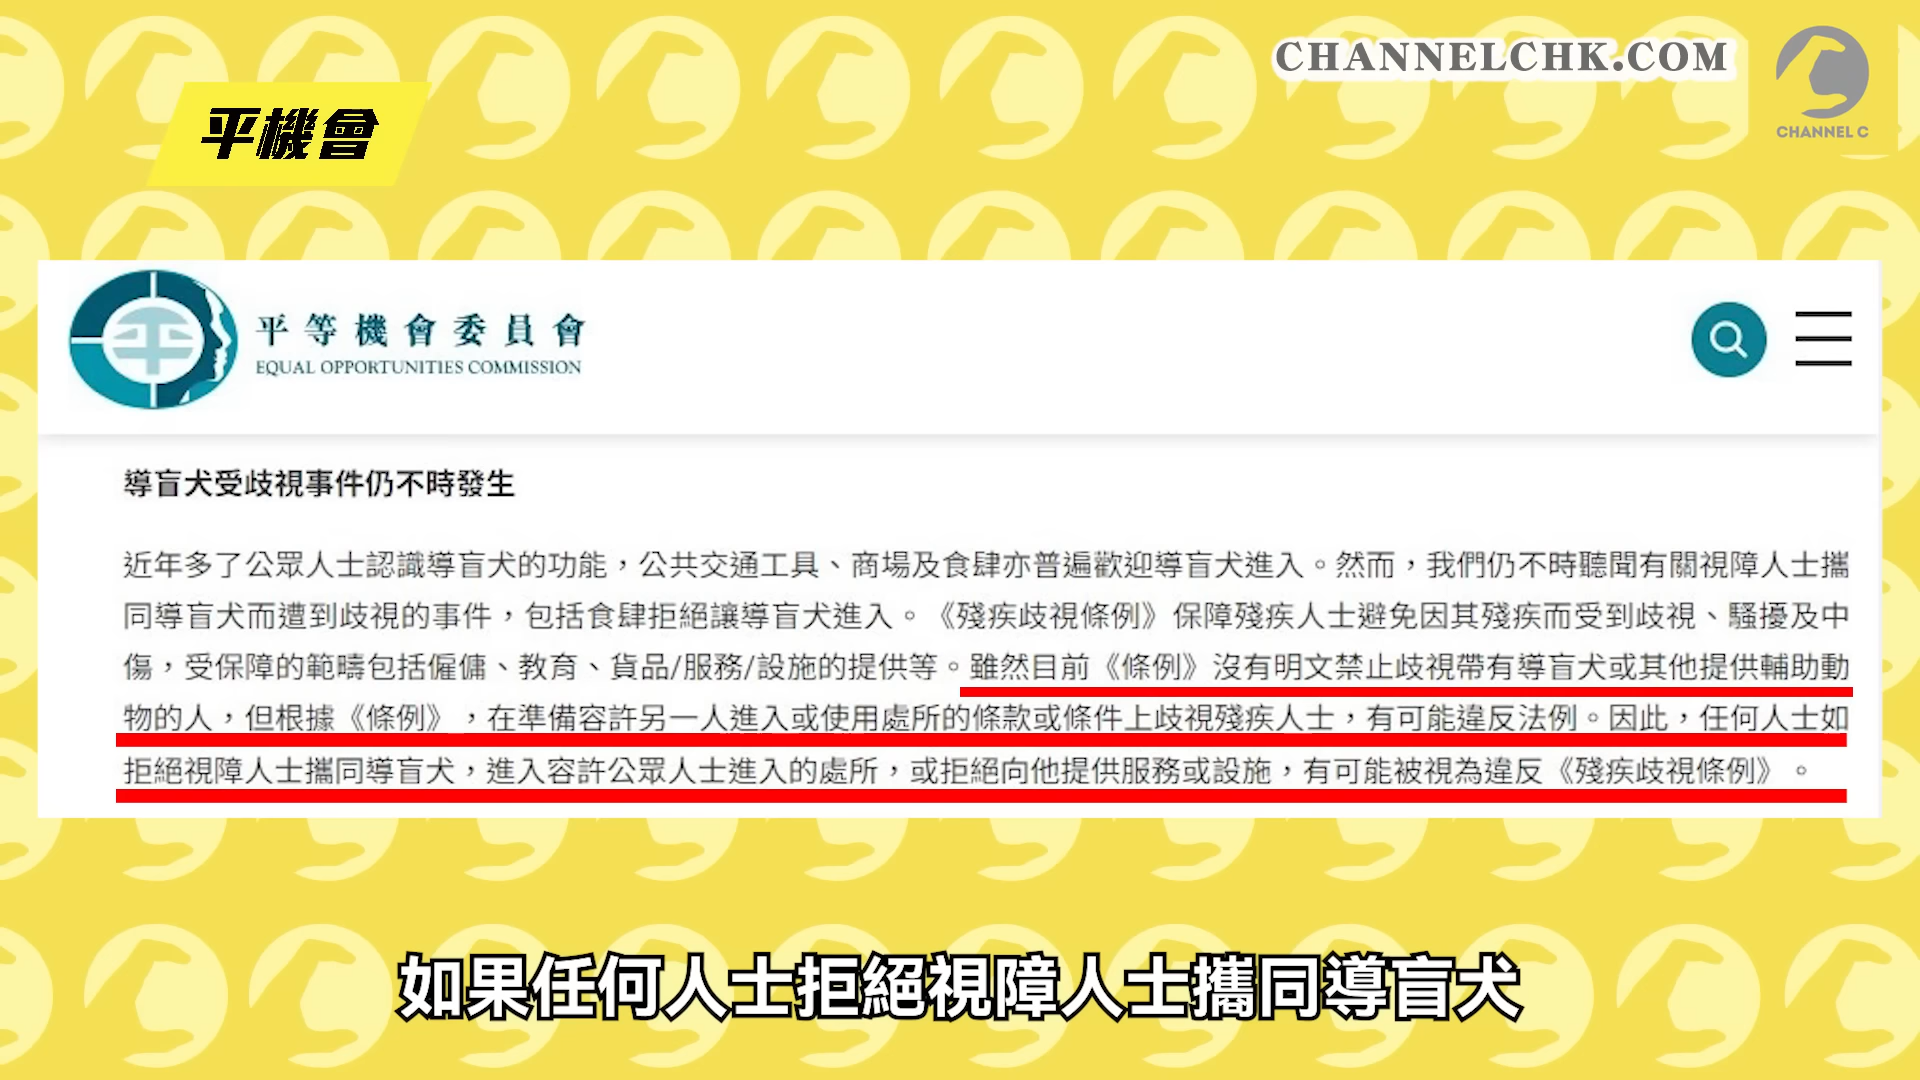 CHANNELCHK.COM
CHANNEL C
平機會
平等機會委員會
EQUAL OPPORTUNITIES COMMISSION
導盲犬受歧視事件仍不時發生
近年多了公眾人士認識導盲犬的功能，公共交通工具、商場及食肆亦普遍歡迎導盲犬進入。然而，我們仍不時聽聞有關視障人士攜
同導盲犬而遭到歧視的事件，包括食肆拒絕讓導盲犬進入。《殘疾歧視條例》保障殘疾人士避免因其殘疾而受到歧視、騷擾及中
傷，受保障的範疇包括僱傭、教育、貨品/服務/設施的提供等。雖然目前《條例》沒有明文禁止歧視帶有導盲犬或其他提供輔助動
物的人，但根據《條例》，在準備容許另一人進入或使用處所的條款或條件上歧視殘疾人士，有可能違反法例。因此，任何人士如
拒絕視障人士攜同導盲犬，進入容許公眾人士進入的處所，或拒絕向他提供服務或設施，有可能被視為違反《殘疾歧視條例》。
如果任何人士拒絕視障人士攜同導盲犬